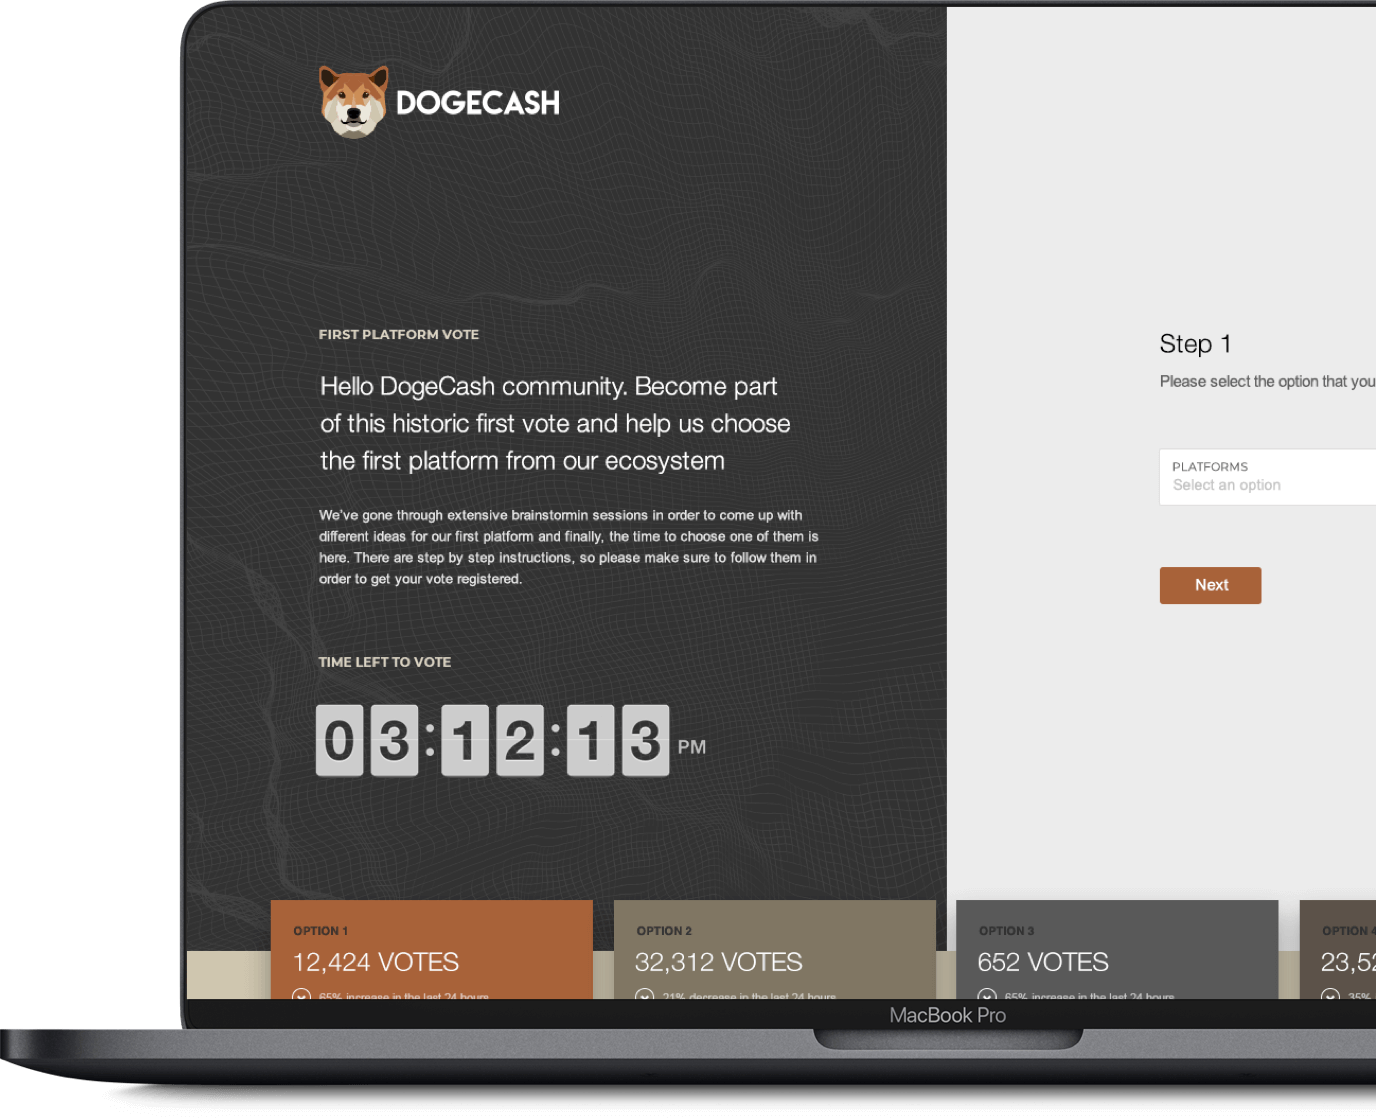 DOGECASH
FIRST PLATFORM VOTE
Hello DogeCash community. Become part
of this historic first vote and help us choose
the first platform from our ecosystem
We've gone through extensive brainstormin sessions in order to come up with
different ideas for our first platform and finally, the time to choose one of them is
here. There are step by step instructions, so please make sure to follow them in
order to get your vote registered.
TIME LEFT TO VOTE
03:12:13 PM
Step 1
Please select the option that you
PLATFORMS
Select an option
Next
OPTION 1
12,424 VOTES
65% increase in the last 24 hours
OPTION 2
32,312 VOTES
21% decrease in the last 24 hours
OPTION 3
652 VOTES
65% increase in the last 24 hours
OPTION 4
23,52
35%
MacBook Pro